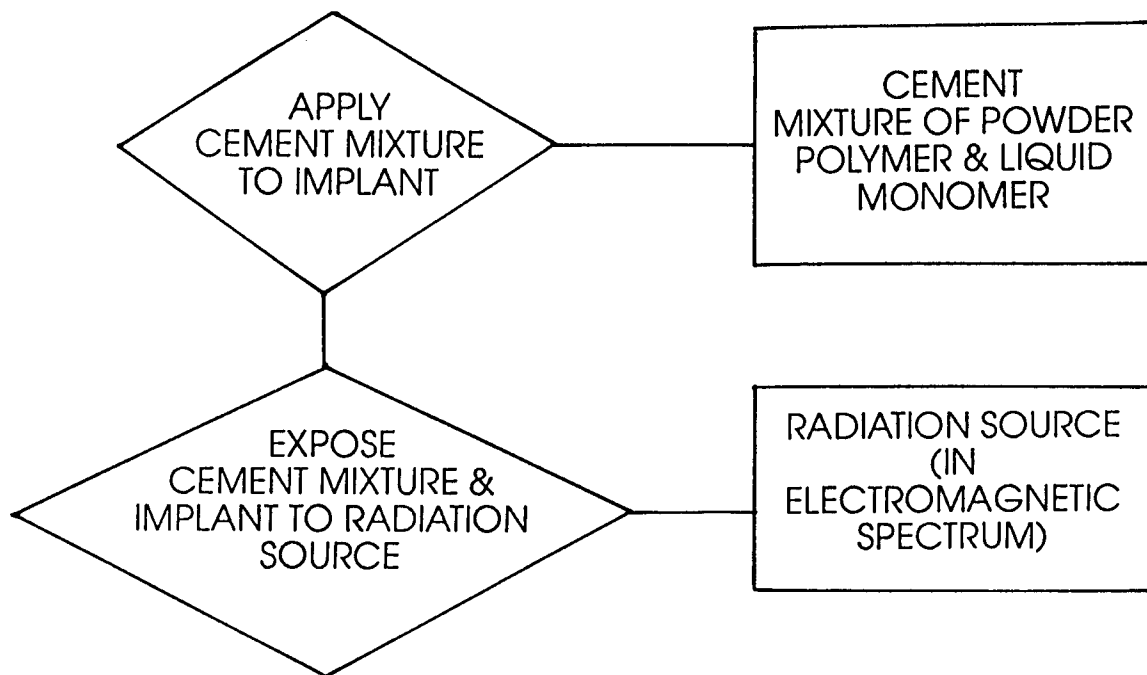 APPLY
CEMENT MIXTURE
TO IMPLANT
CEMENT
MIXTURE OF POWDER
POLYMER & LIQUID
MONOMER
EXPOSE
CEMENT MIXTURE &
IMPLANT TO RADIATION
SOURCE
RADIATION SOURCE
(IN
ELECTROMAGNETIC
SPECTRUM)